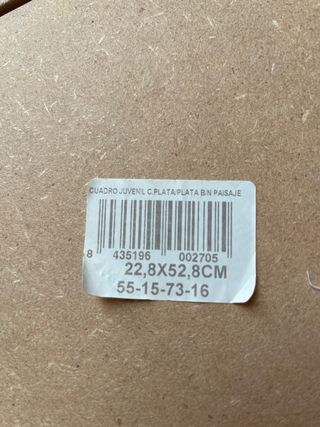 CUADRO JUVENIL C.PLATA/PLATA B/N PAISAJE
8 435196 002705
22,8X52,8CM
55-15-73-16